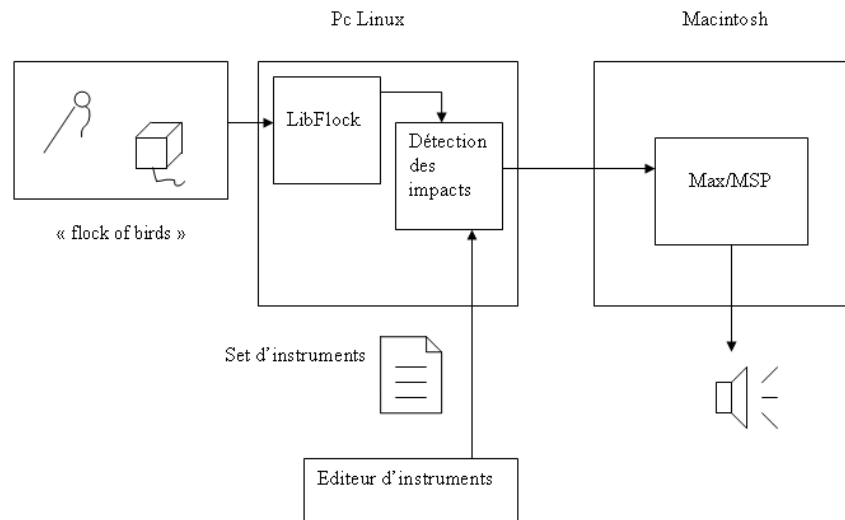 Pc Linux
Macintosh
LibFlock
Détection
des
impacts
Max/MSP
« flock of birds »
Set d'instruments
Editeur d'instruments